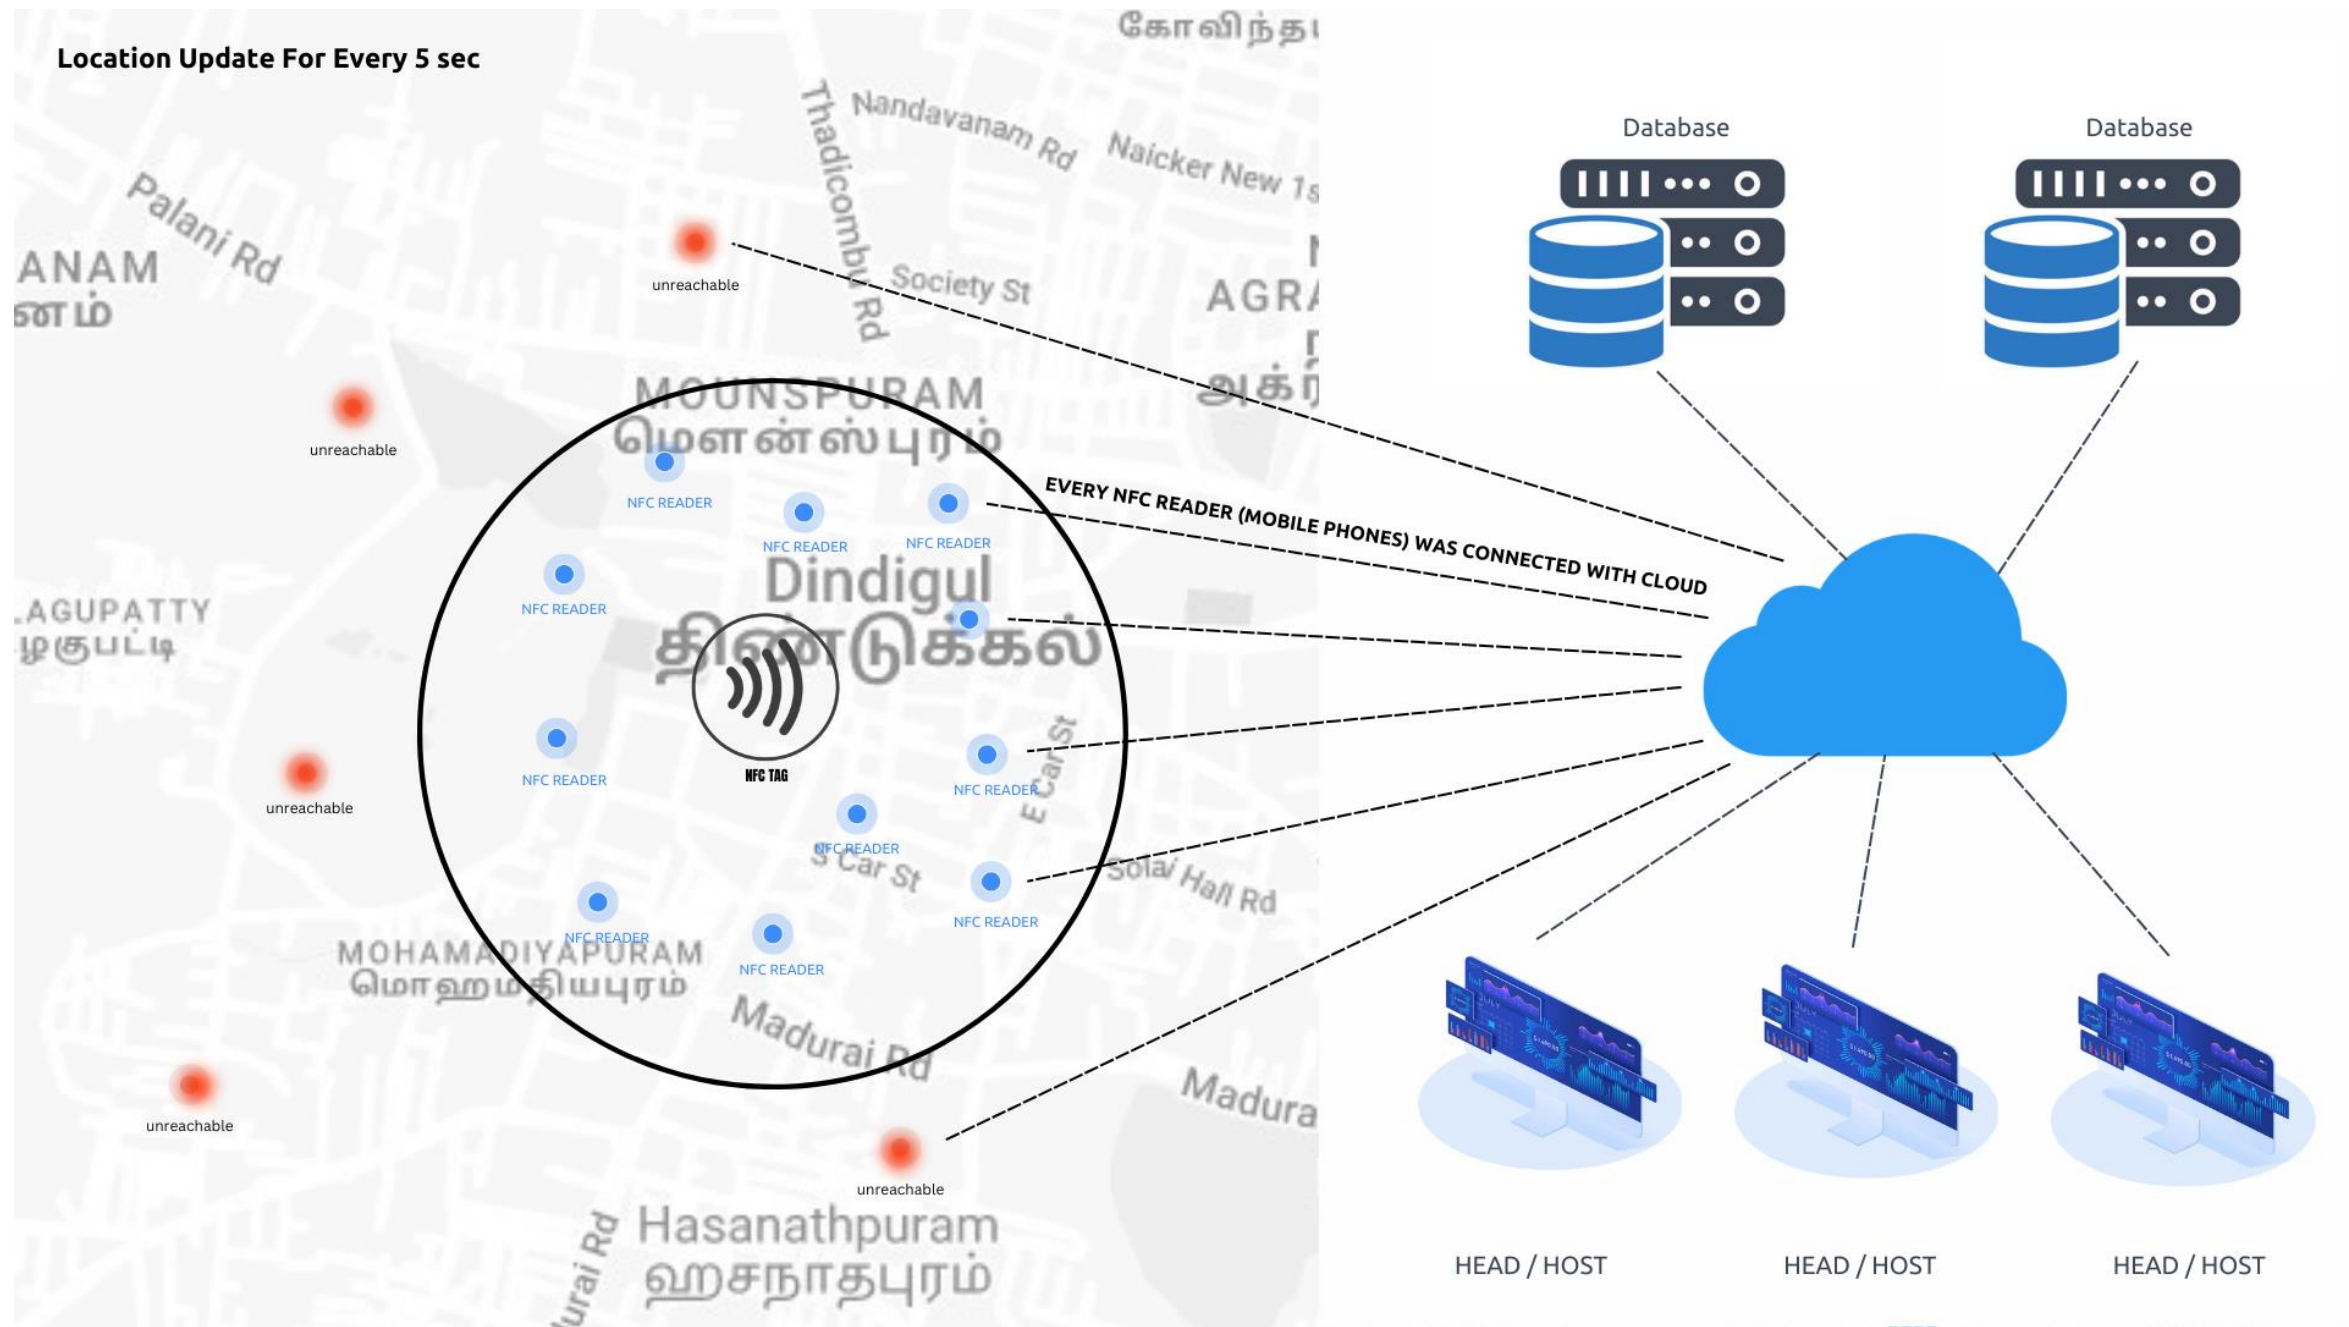 Location Update For Every 5 sec
Nandavanam Rd
Naicker New 1s
Thadicombu Rd
Database
Database
Palani Rd
ANAM
ணம்
unreachable
Society St
AGRA
அக்ர
MOUNSPURAM
மௌன்ஸ்புரம்
unreachable
NFC READER
NFC READER
NFC READER
EVERY NFC READER (MOBILE PHONES) WAS CONNECTED WITH CLOUD
Dindigul
திண்டுக்கல்
NFC READER
AGUPATTY
ழகுபட்டி
NFC TAG
NFC READER
NFC READER
E Car St
unreachable
NFC READER
S Car St
Solai Hall Rd
NFC READER
NFC READER
NFC READER
MOHAMADIYAPURAM
மொஹமதியபுரம்
Madurai Rd
Madura
unreachable
unreachable
Hasanathpuram
ஹசநாதபுரம்
urai Rd
HEAD / HOST
HEAD / HOST
HEAD / HOST